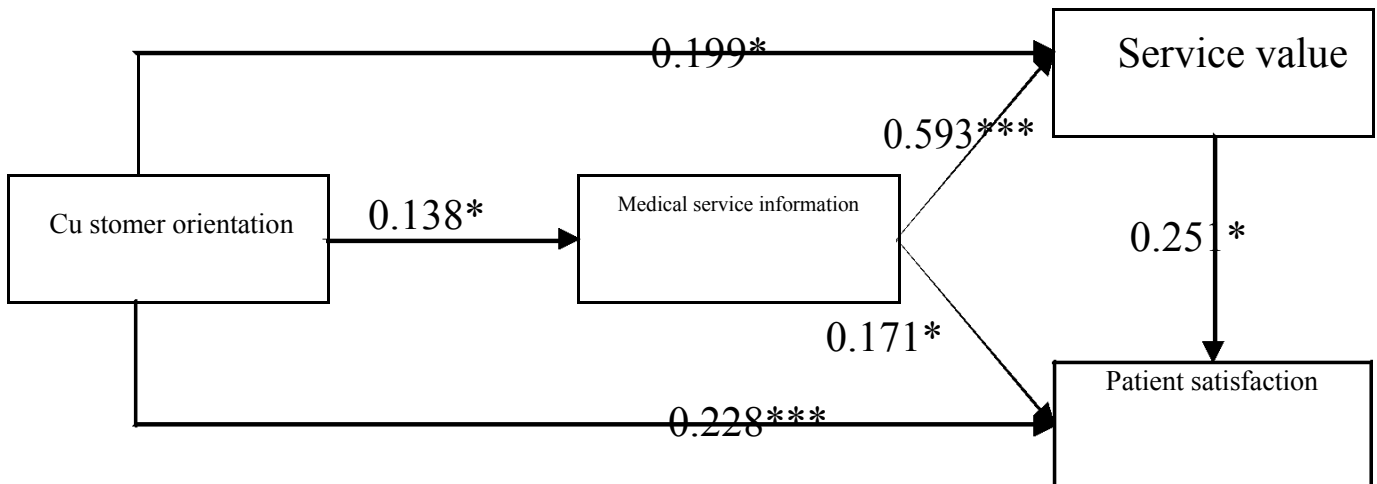 0.199*
Service value
0.593***
Cu stomer orientation
0.138*
Medical service information
0.251*
0.171*
Patient satisfaction
0.228***